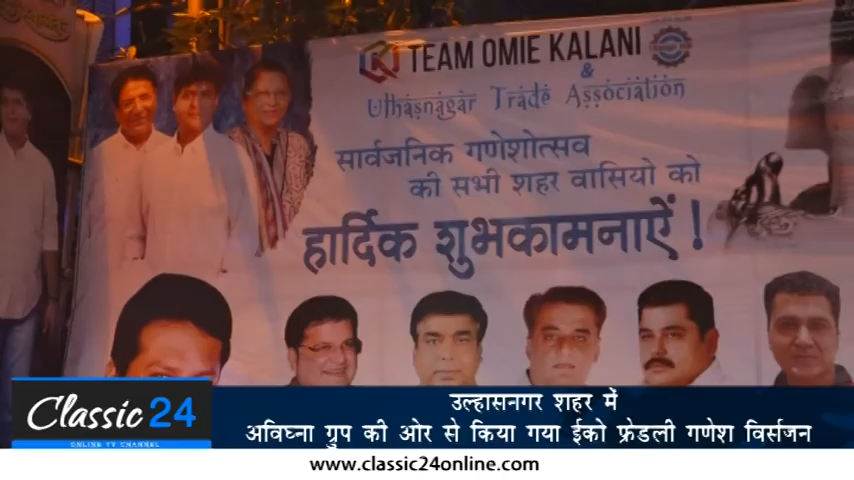 TEAM OMIE KALANI
&
Ulhasnagar Trade Association
सार्वजनिक गणेशोत्सव
की सभी शहर वासियो को
हार्दिक शुभकामनाऐं !
Classic 24
ONLINE TV CHANNEL
उल्हासनगर शहर में
अविघ्ना ग्रुप की ओर से किया गया ईको फ्रेडली गणेश विर्सजन
www.classic24online.com